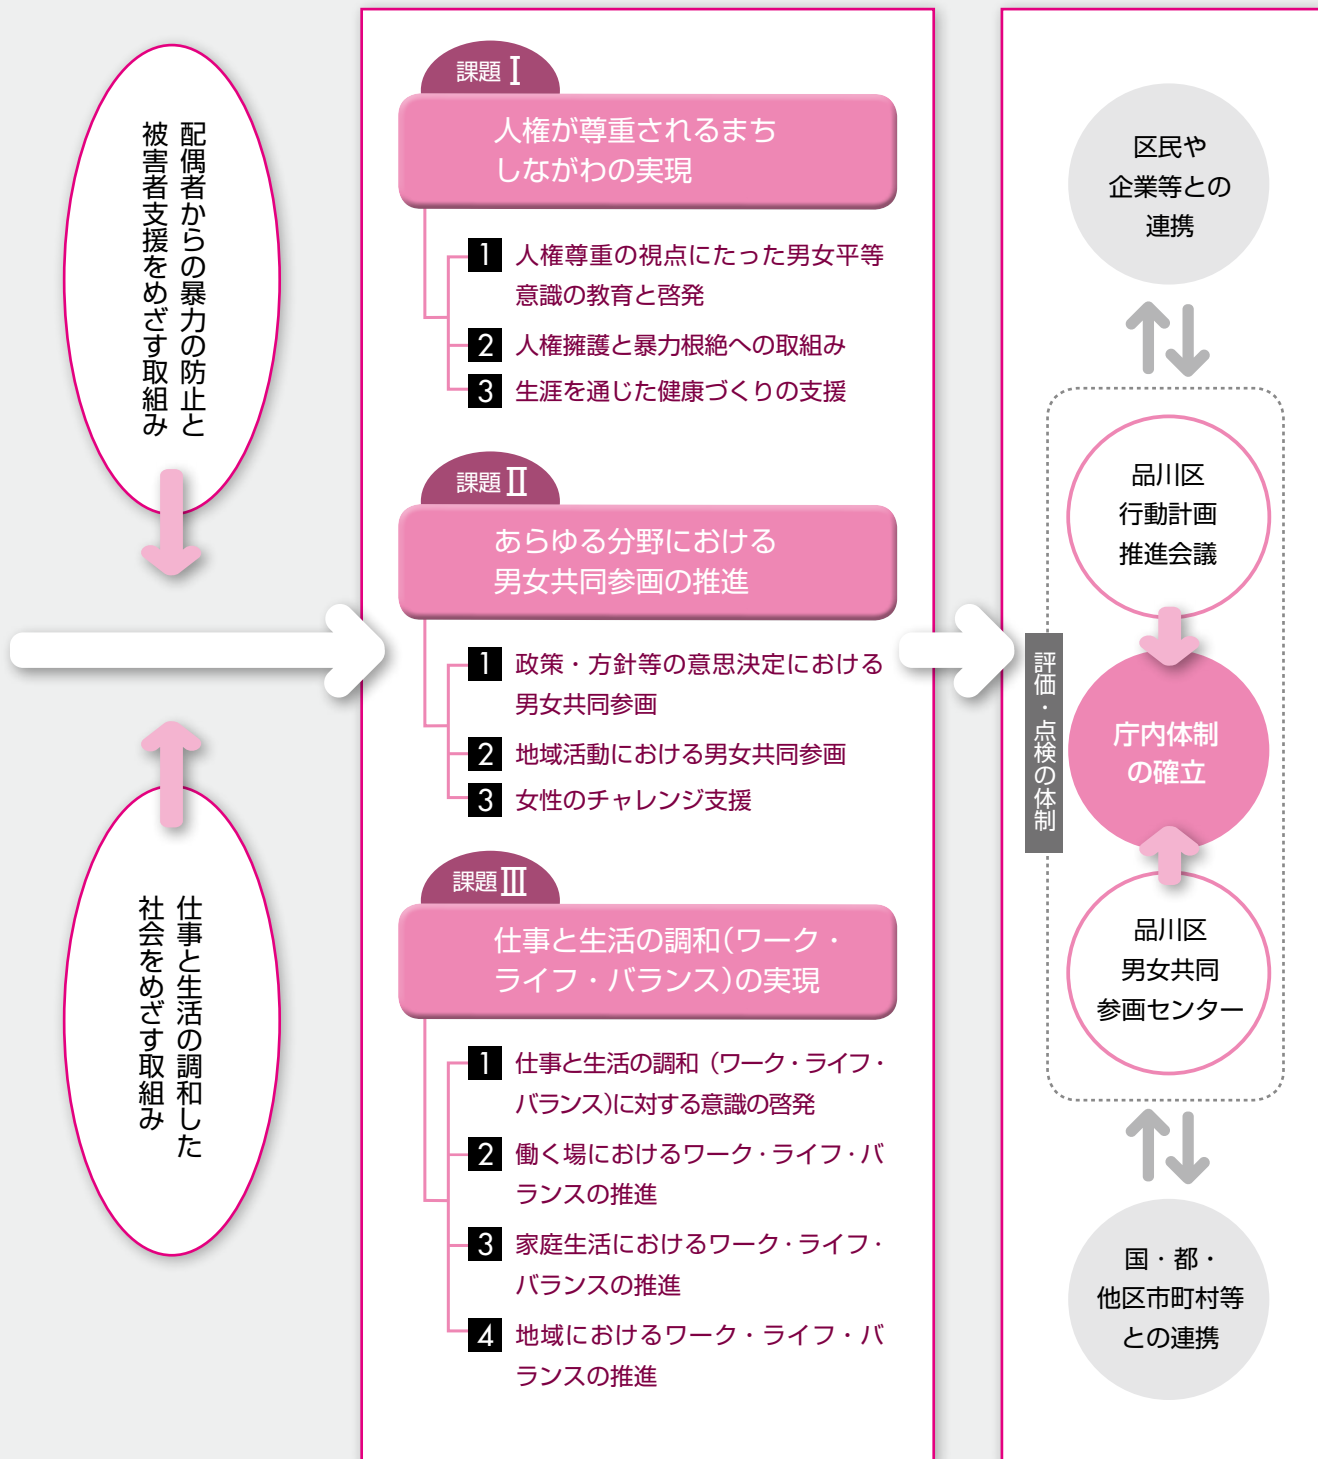 配偶者からの暴力の防止と
被害者支援をめざす取組み
仕事と生活の調和した
社会をめざす取組み
課題Ⅰ
人権が尊重されるまち
しながわの実現
1 人権尊重の視点にたった男女平等
意識の教育と啓発
2 人権擁護と暴力根絶への取組み
3 生涯を通じた健康づくりの支援
課題Ⅱ
あらゆる分野における
男女共同参画の推進
1 政策・方針等の意思決定における
男女共同参画
2 地域活動における男女共同参画
3 女性のチャレンジ支援
課題Ⅲ
仕事と生活の調和(ワーク・
ライフ・バランス)の実現
1 仕事と生活の調和（ワーク・ライフ・
バランス)に対する意識の啓発
2 働く場におけるワーク・ライフ・バ
ランスの推進
3 家庭生活におけるワーク・ライフ・
バランスの推進
4 地域におけるワーク・ライフ・バ
ランスの推進
区民や
企業等との
連携
評価・点検の体制
品川区
行動計画
推進会議
庁内体制
の確立
品川区
男女共同
参画センター
国・都・
他区市町村等
との連携